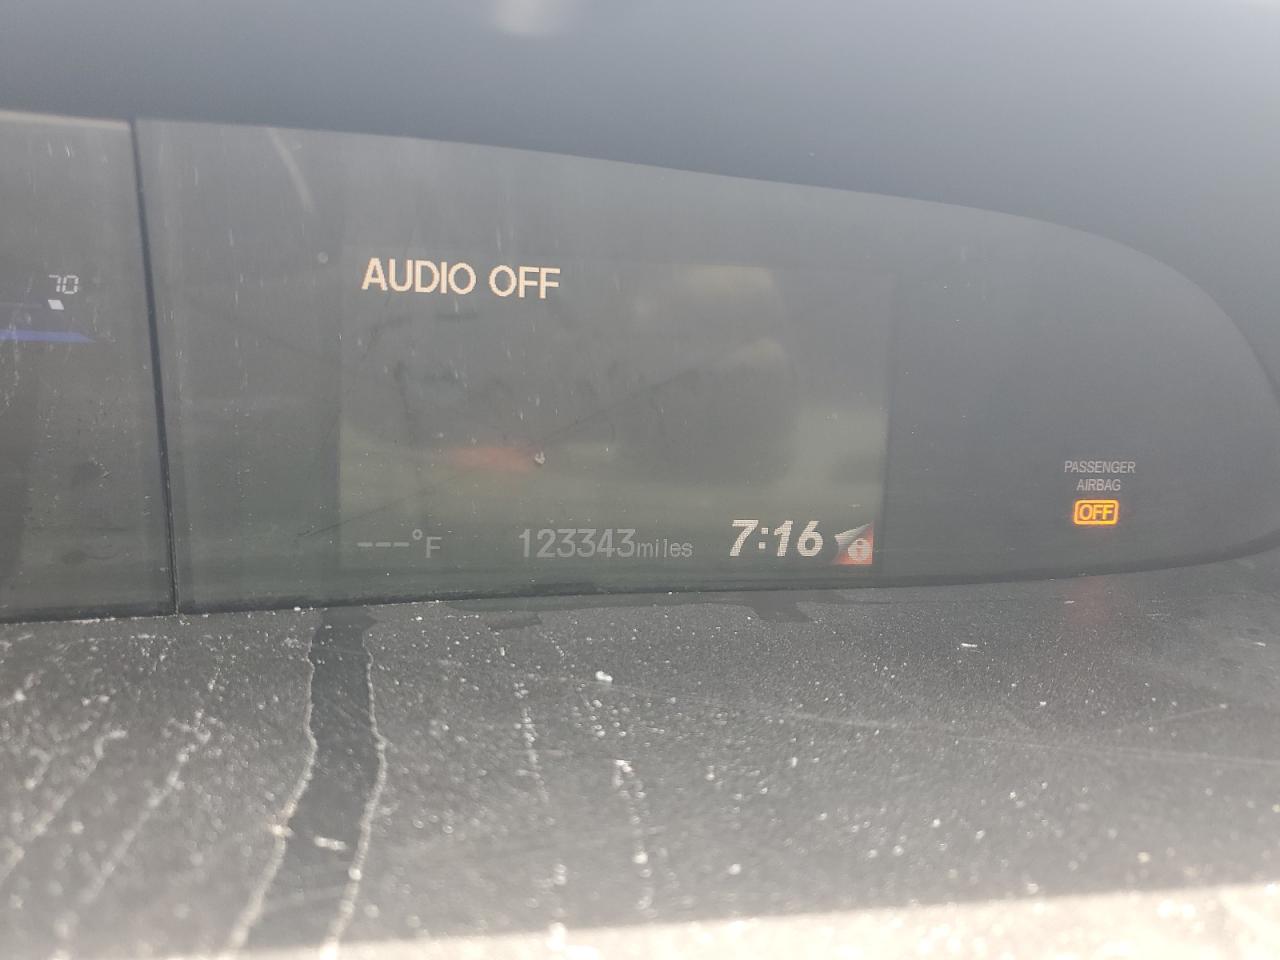 70
AUDIO OFF
PASSENGER
AIRBAG
OFF
---°F 123343miles 7:16 i